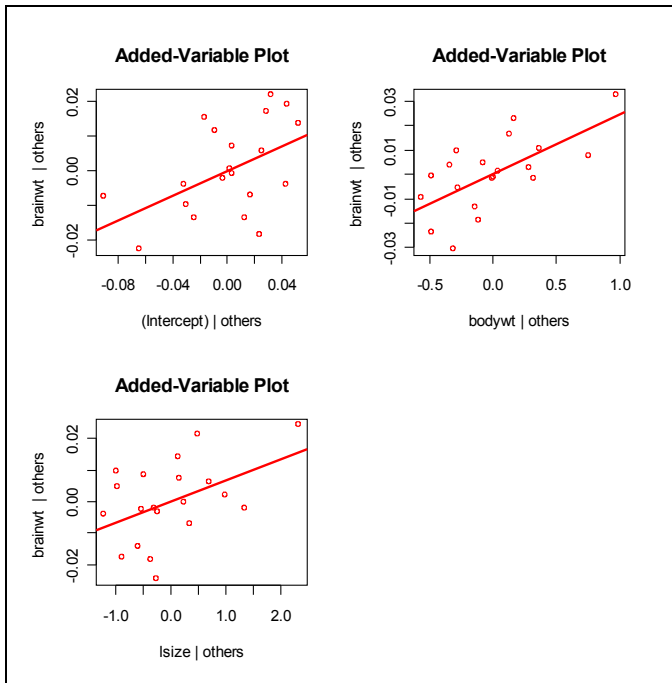 Added-Variable Plot
brainwt | others
0.02
0.00
-0.02
-0.08
-0.04
0.00
0.04
(Intercept) | others
Added-Variable Plot
brainwt | others
0.03
0.01
-0.01
-0.03
-0.5
0.0
0.5
1.0
bodywt | others
Added-Variable Plot
brainwt | others
0.02
0.00
-0.02
-1.0
0.0
1.0
2.0
lsize | others